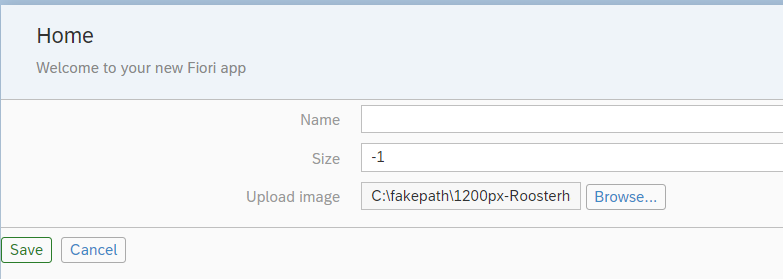 Home
Welcome to your new Fiori app
Name
Size -1
Upload image C:\fakepath\1200px-Roosterh Browse...
Save Cancel